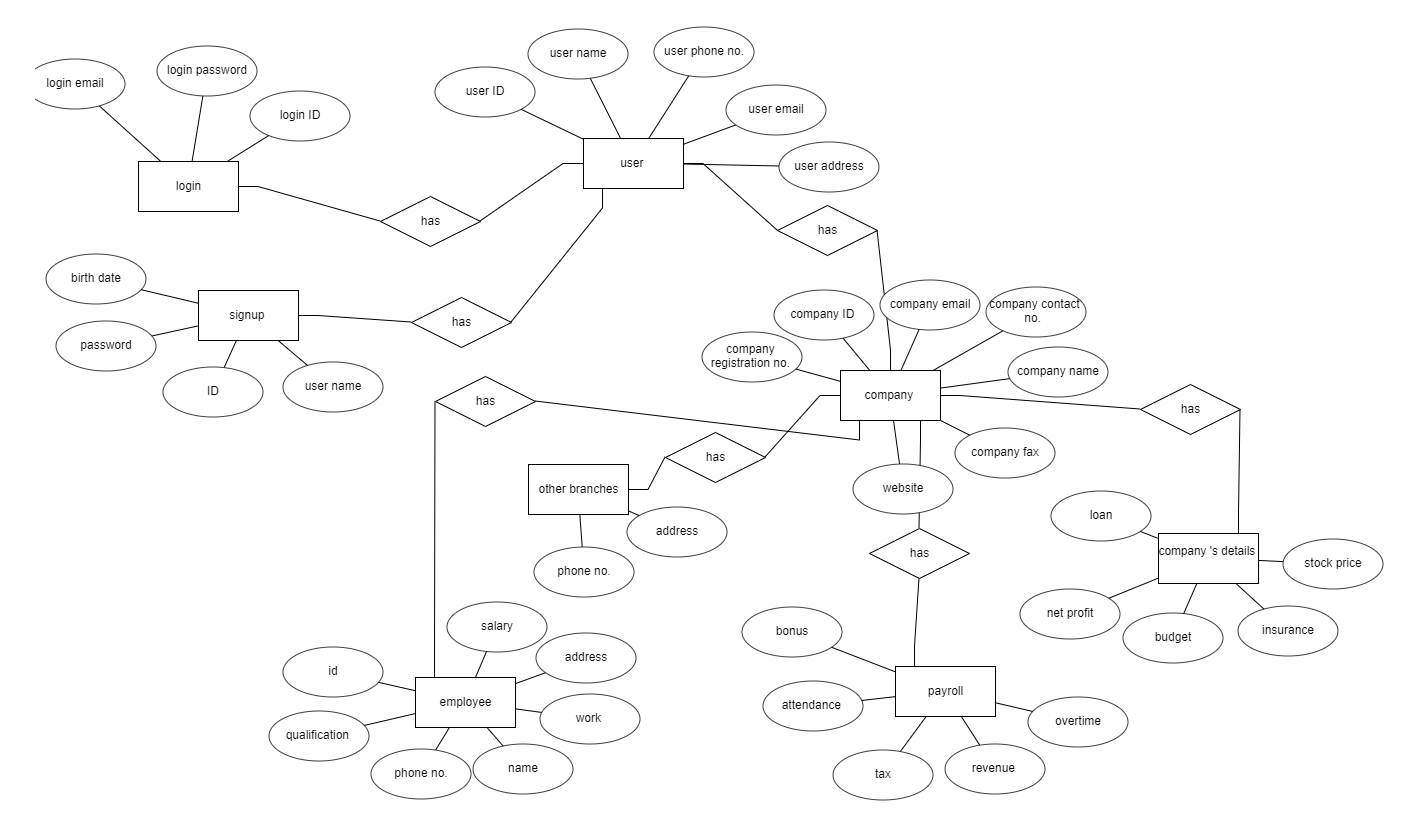 user name
user phone no.
login password
login email
user ID
user email
login ID
user
user address
login
has
has
birth date
signup
has
password
ID
user name
company ID
company email
company contact
no.
company
registration no.
company name
company
has
has
has
company fax
other branches
website
address
phone no.
has
loan
company 's details
stock price
net profit
budget
insurance
salary
bonus
id
address
employee
work
qualification
phone no.
name
payroll
attendance
overtime
tax
revenue